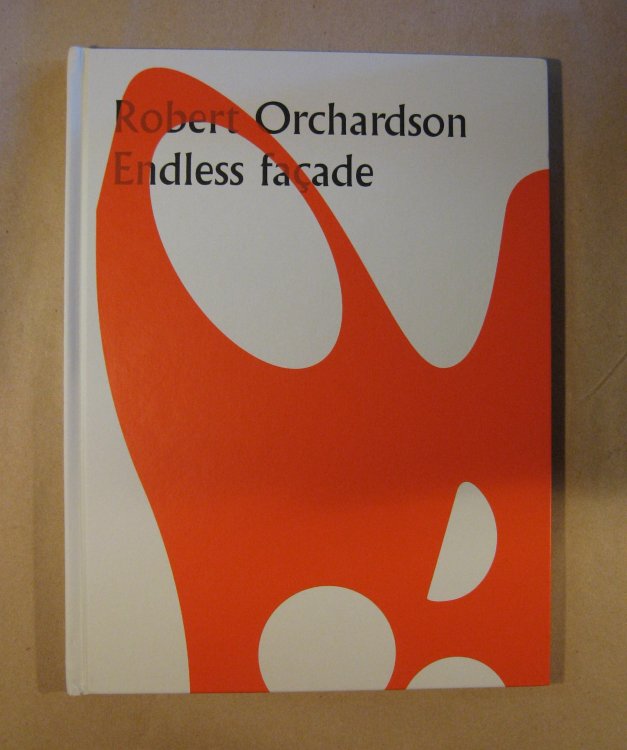 Robert Orchardson
Endless façade